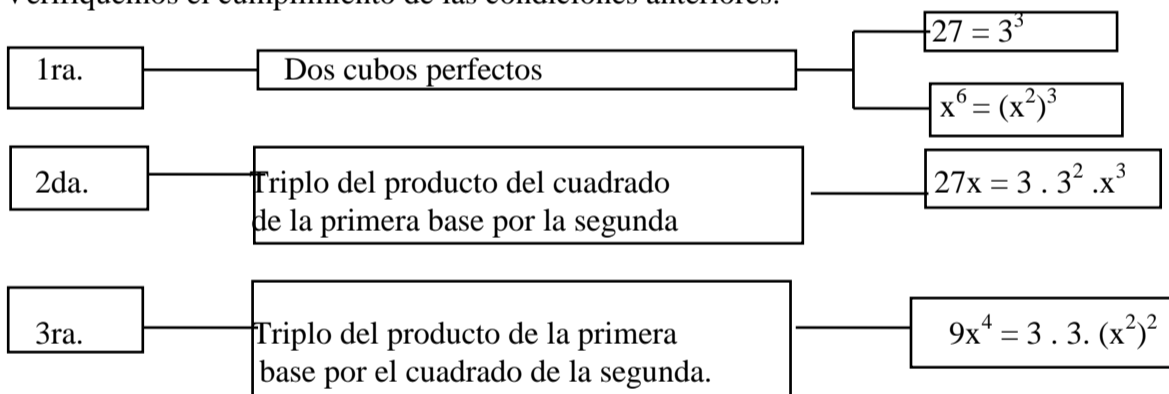 Verifiquemos el cumplimiento de las condiciones anteriores:
1ra.
Dos cubos perfectos
27 = 3³
x⁶ = (x²)³
2da.
Triplo del producto del cuadrado
de la primera base por la segunda
27x = 3 . 3² .x³
3ra.
Triplo del producto de la primera
base por el cuadrado de la segunda.
9x⁴ = 3 . 3. (x²)²